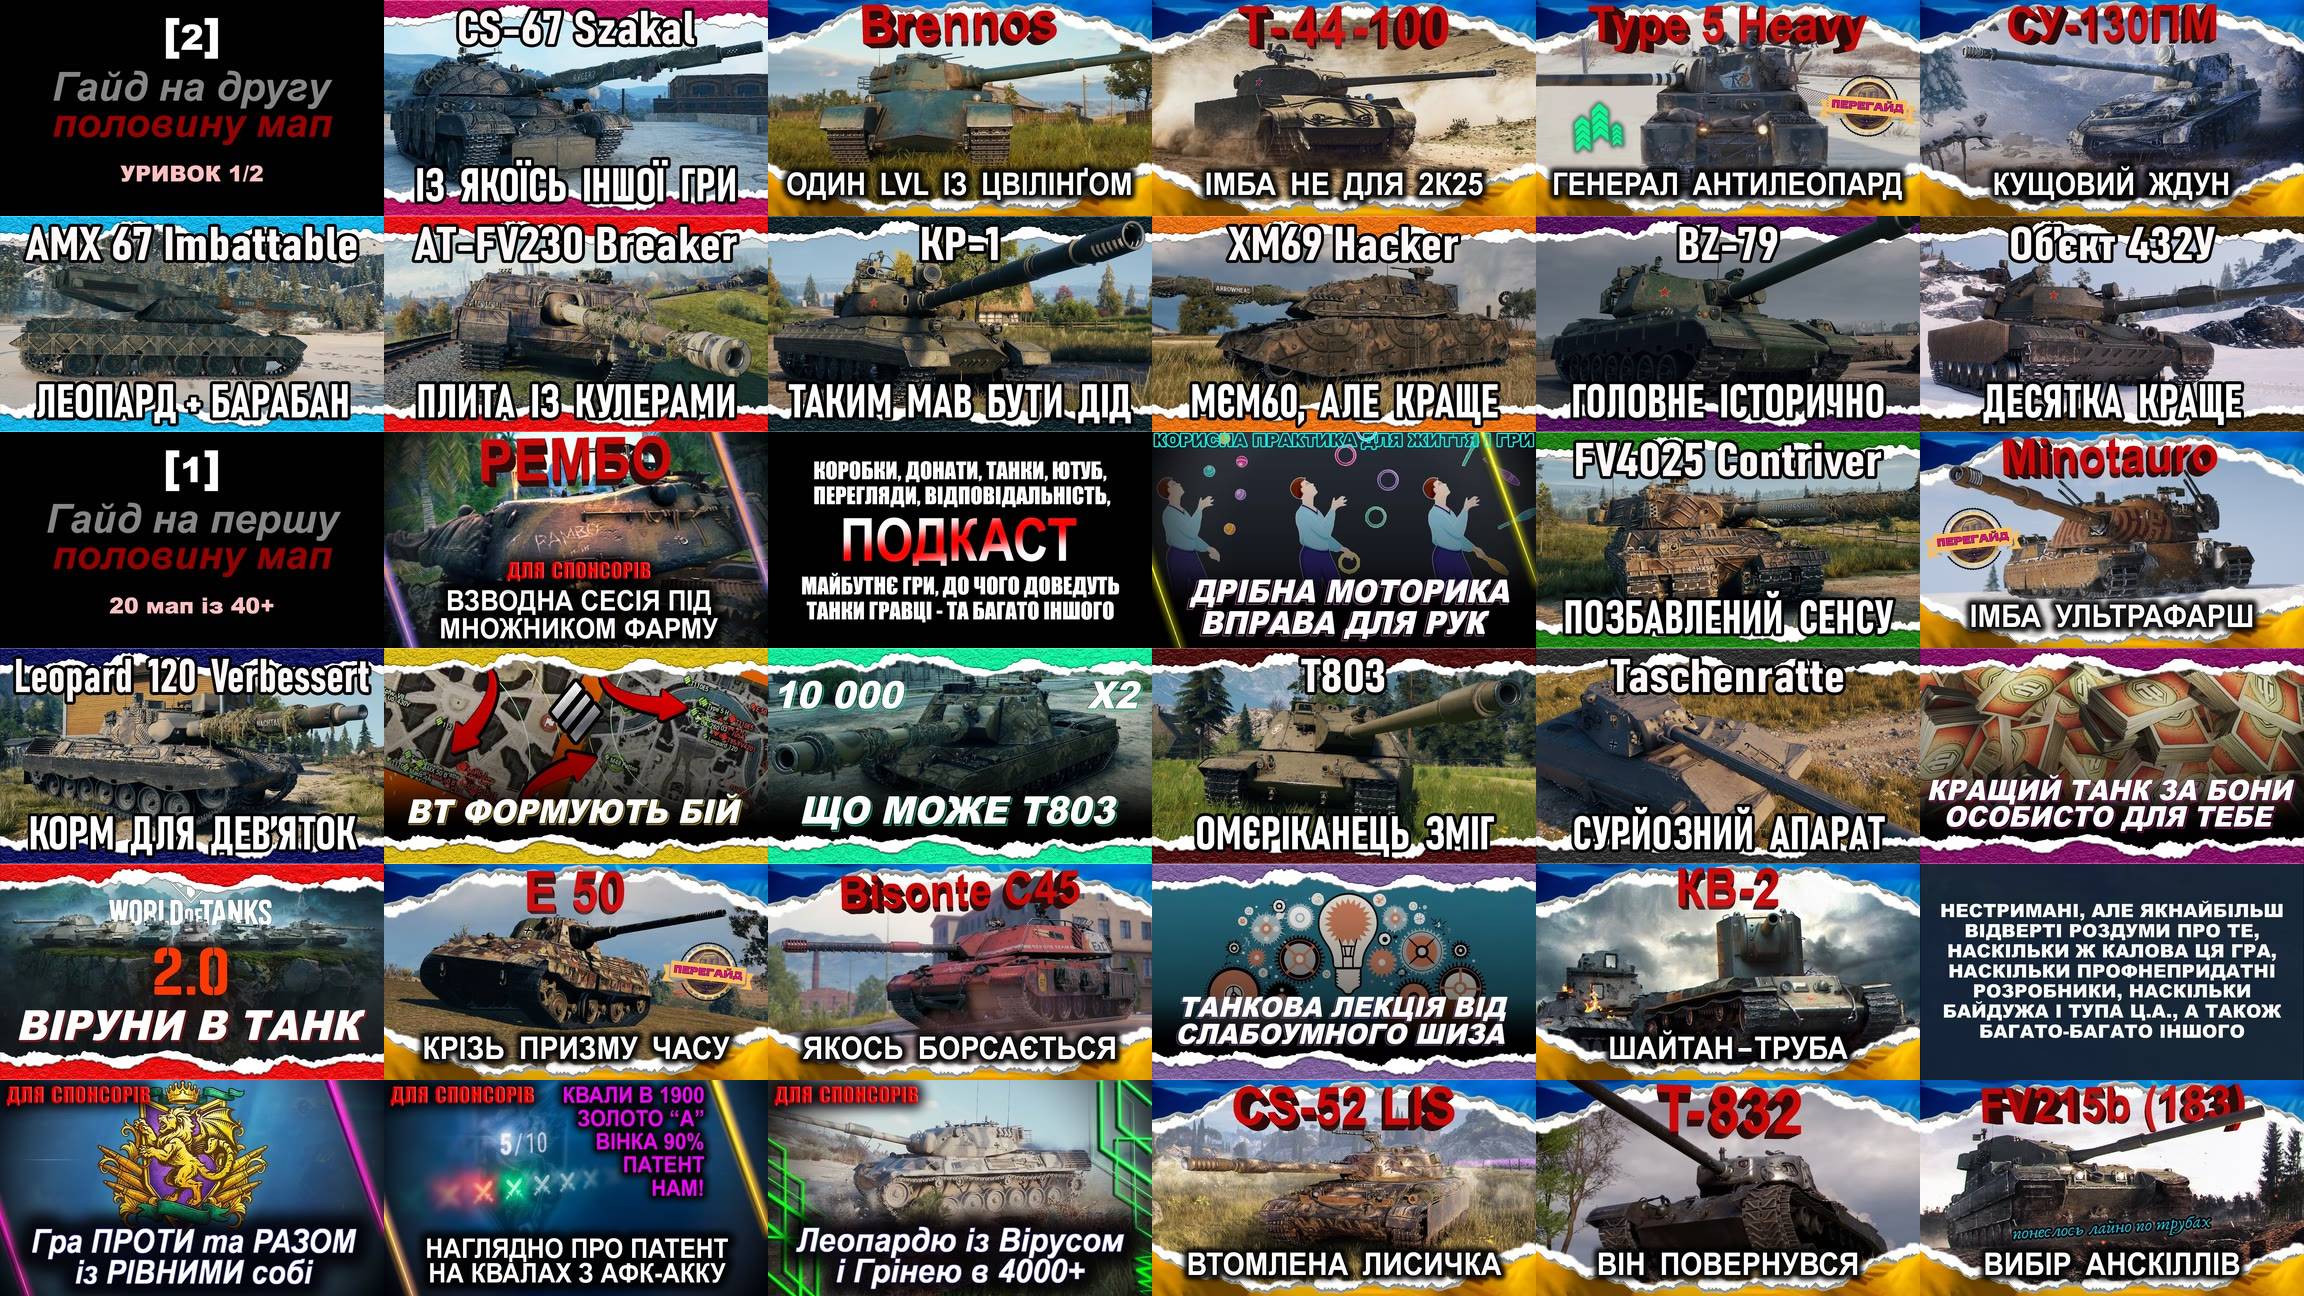 [2]
Гайд на другу
половину мап
УРИВОК 1/2
CS-67 Szakal
ІЗ ЯКОЇСЬ ІНШОЇ ГРИ
Brennos
ОДИН LVL ІЗ ЦВІЛІНҐОМ
Т-44-100
ІМБА НЕ ДЛЯ 2К25
Type 5 Heavy
ПЕРЕГАЙД
ГЕНЕРАЛ АНТИЛЕОПАРД
СУ-130ПМ
КУЩОВИЙ ЖДУН
AMX 67 Imbattable
ЛЕОПАРД + БАРАБАН
AT-FV230 Breaker
ПЛИТА ІЗ КУЛЕРАМИ
КР-1
ТАКИМ МАВ БУТИ ДІД
XM69 Hacker
ARROWHEAD
МЄМ60, АЛЕ КРАЩЕ
BZ-79
ГОЛОВНЕ ІСТОРИЧНО
Об'єкт 432У
ДЕСЯТКА КРАЩЕ
[1]
Гайд на першу
половину мап
20 мап із 40+
РЕМБО
RAMBO
ДЛЯ СПОНСОРІВ
ВЗВОДНА СЕСІЯ ПІД
МНОЖНИКОМ ФАРМУ
КОРОБКИ, ДОНАТИ, ТАНКИ, ЮТУБ,
ПЕРЕГЛЯДИ, ВІДПОВІДАЛЬНІСТЬ,
ПОДКАСТ
МАЙБУТНЄ ГРИ, ДО ЧОГО ДОВЕДУТЬ
ТАНКИ ГРАВЦІ - ТА БАГАТО ІНШОГО
КОРИСНА ПРАКТИКА ДЛЯ ЖИТТЯ І ГРИ
ДРІБНА МОТОРИКА
ВПРАВА ДЛЯ РУК
FV4025 Contriver
ПОЗБАВЛЕНИЙ СЕНСУ
Minotauro
ПЕРЕГАЙД
ІМБА УЛЬТРАФАРШ
Leopard 120 Verbessert
КОРМ ДЛЯ ДЕВ'ЯТОК
ВТ ФОРМУЮТЬ БІЙ
10 000
X2
ЩО МОЖЕ Т803
T803
ОМЄРІКАНЕЦЬ ЗМІГ
Taschenratte
СУРЙОЗНИЙ АПАРАТ
КРАЩИЙ ТАНК ЗА БОНИ
ОСОБИСТО ДЛЯ ТЕБЕ
WORLD OF TANKS
2.0
ВІРУНИ В ТАНК
E 50
ПЕРЕГАЙД
КРІЗЬ ПРИЗМУ ЧАСУ
Bisonte C45
ЯКОСЬ БОРСАЄТЬСЯ
ТАНКОВА ЛЕКЦІЯ ВІД
СЛАБОУМНОГО ШИЗА
КВ-2
ШАЙТАН-ТРУБА
НЕСТРИМАНІ, АЛЕ ЯКНАЙБІЛЬШ
ВІДВЕРТІ РОЗДУМИ ПРО ТЕ,
НАСКІЛЬКИ Ж КАЛОВА ЦЯ ГРА,
НАСКІЛЬКИ ПРОФНЕПРИДАТНІ
РОЗРОБНИКИ, НАСКІЛЬКИ
БАЙДУЖА І ТУПА Ц.А., А ТАКОЖ
БАГАТО-БАГАТО ІНШОГО
ДЛЯ СПОНСОРІВ
Гра ПРОТИ та РАЗОМ
із РІВНИМИ собі
ДЛЯ СПОНСОРІВ
КВАЛИ В 1900
ЗОЛОТО “А”
ВІНКА 90%
ПАТЕНТ
НАМ!
5/10
НАГЛЯДНО ПРО ПАТЕНТ
НА КВАЛАХ З АФК-АККУ
ДЛЯ СПОНСОРІВ
Леопардю із Вірусом
і Грінею в 4000+
CS-52 LIS
ВТОМЛЕНА ЛИСИЧКА
T-832
ВІН ПОВЕРНУВСЯ
FV215b (183)
понеслось лайно по трубах
ВИБІР АНСКІЛЛІВ